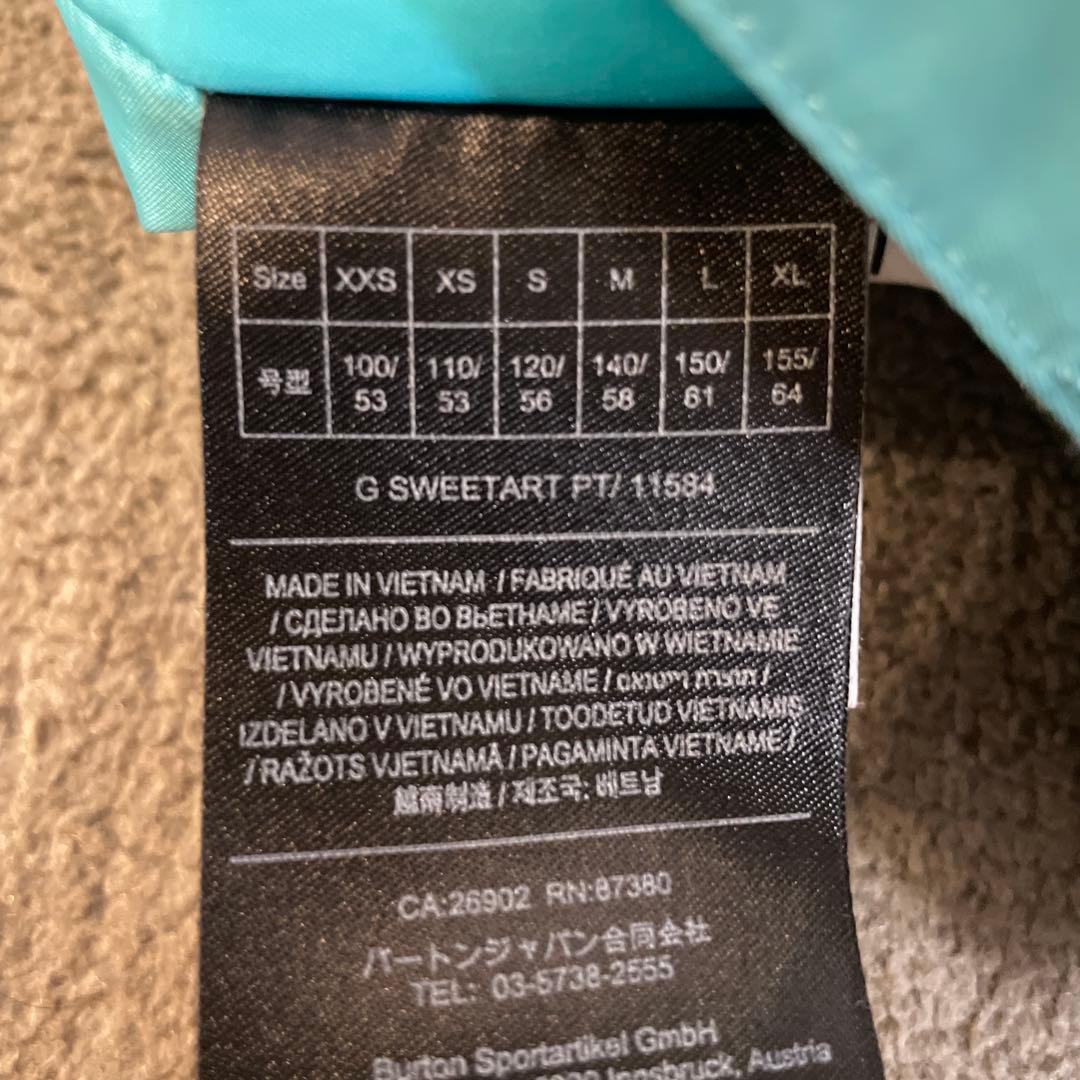 Size XXS XS S M L XL
号型 100/53 110/53 120/56 140/58 150/61 155/64
G SWEETART PT/ 11584
MADE IN VIETNAM / FABRIQUÉ AU VIETNAM
/ СДЕЛАНО ВО ВЬЕТНАМЕ / VYROBENO VE
VIETNAMU / WYPRODUKOWANO W WIETNAMIE
/ VYROBENÉ VO VIETNAME / תוצרת וייטנאם /
IZDELANO V VIETNAMU / TOODETUD VIETNAMIS
/ RAŽOTS VJETNAMĀ / PAGAMINTA VIETNAME /
越南制造 / 제조국: 베트남
CA:26902 RN:87380
バートンジャパン合同会社
TEL: 03-5738-2555
Burton Sportartikel GmbH
Innsbruck, Austria